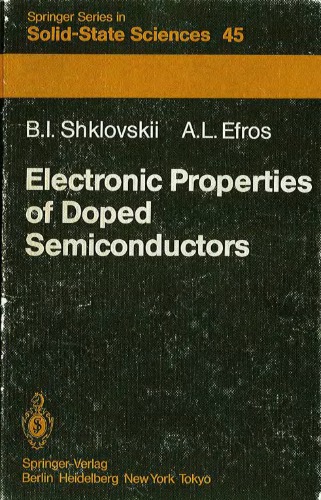 Springer Series in
Solid-State Sciences 45
B.I. Shklovskii A.L. Efros
Electronic Properties
of Doped
Semiconductors
Springer-Verlag
Berlin Heidelberg New York Tokyo